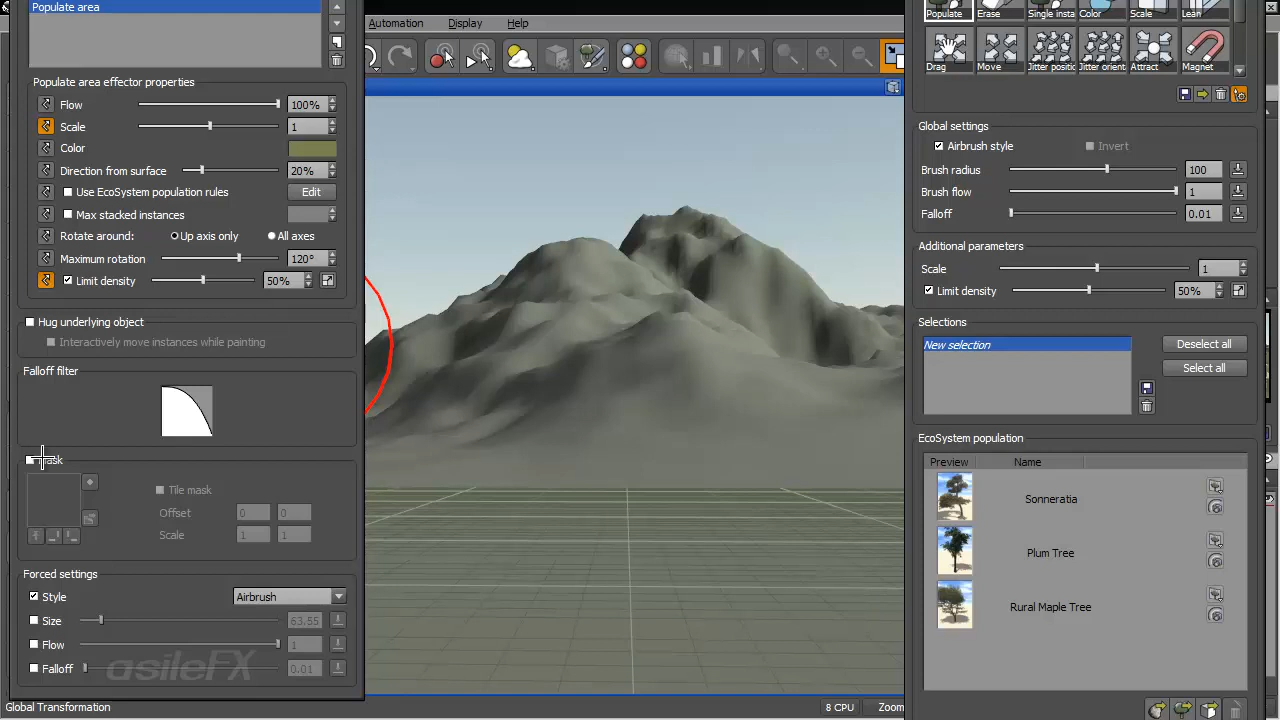 Populate area
Automation Display Help
Populate Erase Single insta Color Scale Lean
Drag Move Jitter positic Jitter orient Attract Magnet
Populate area effector properties
Flow 100%
Scale 1
Color
Direction from surface 20%
Use EcoSystem population rules Edit
Max stacked instances
Rotate around: Up axis only All axes
Maximum rotation 120°
Limit density 50%
Hug underlying object
Interactively move instances while painting
Falloff filter
Tile mask
Offset 0 0
Scale 1 1
Forced settings
Style Airbrush
Size 63.55
Flow 1
Falloff 0.01
asileFX
Global Transformation
8 CPU Zoom
Global settings
Airbrush style Invert
Brush radius 100
Brush flow 1
Falloff 0.01
Additional parameters
Scale 1
Limit density 50%
Selections
New selection Deselect all
Select all
EcoSystem population
Preview Name
Sonneratia
Plum Tree
Rural Maple Tree